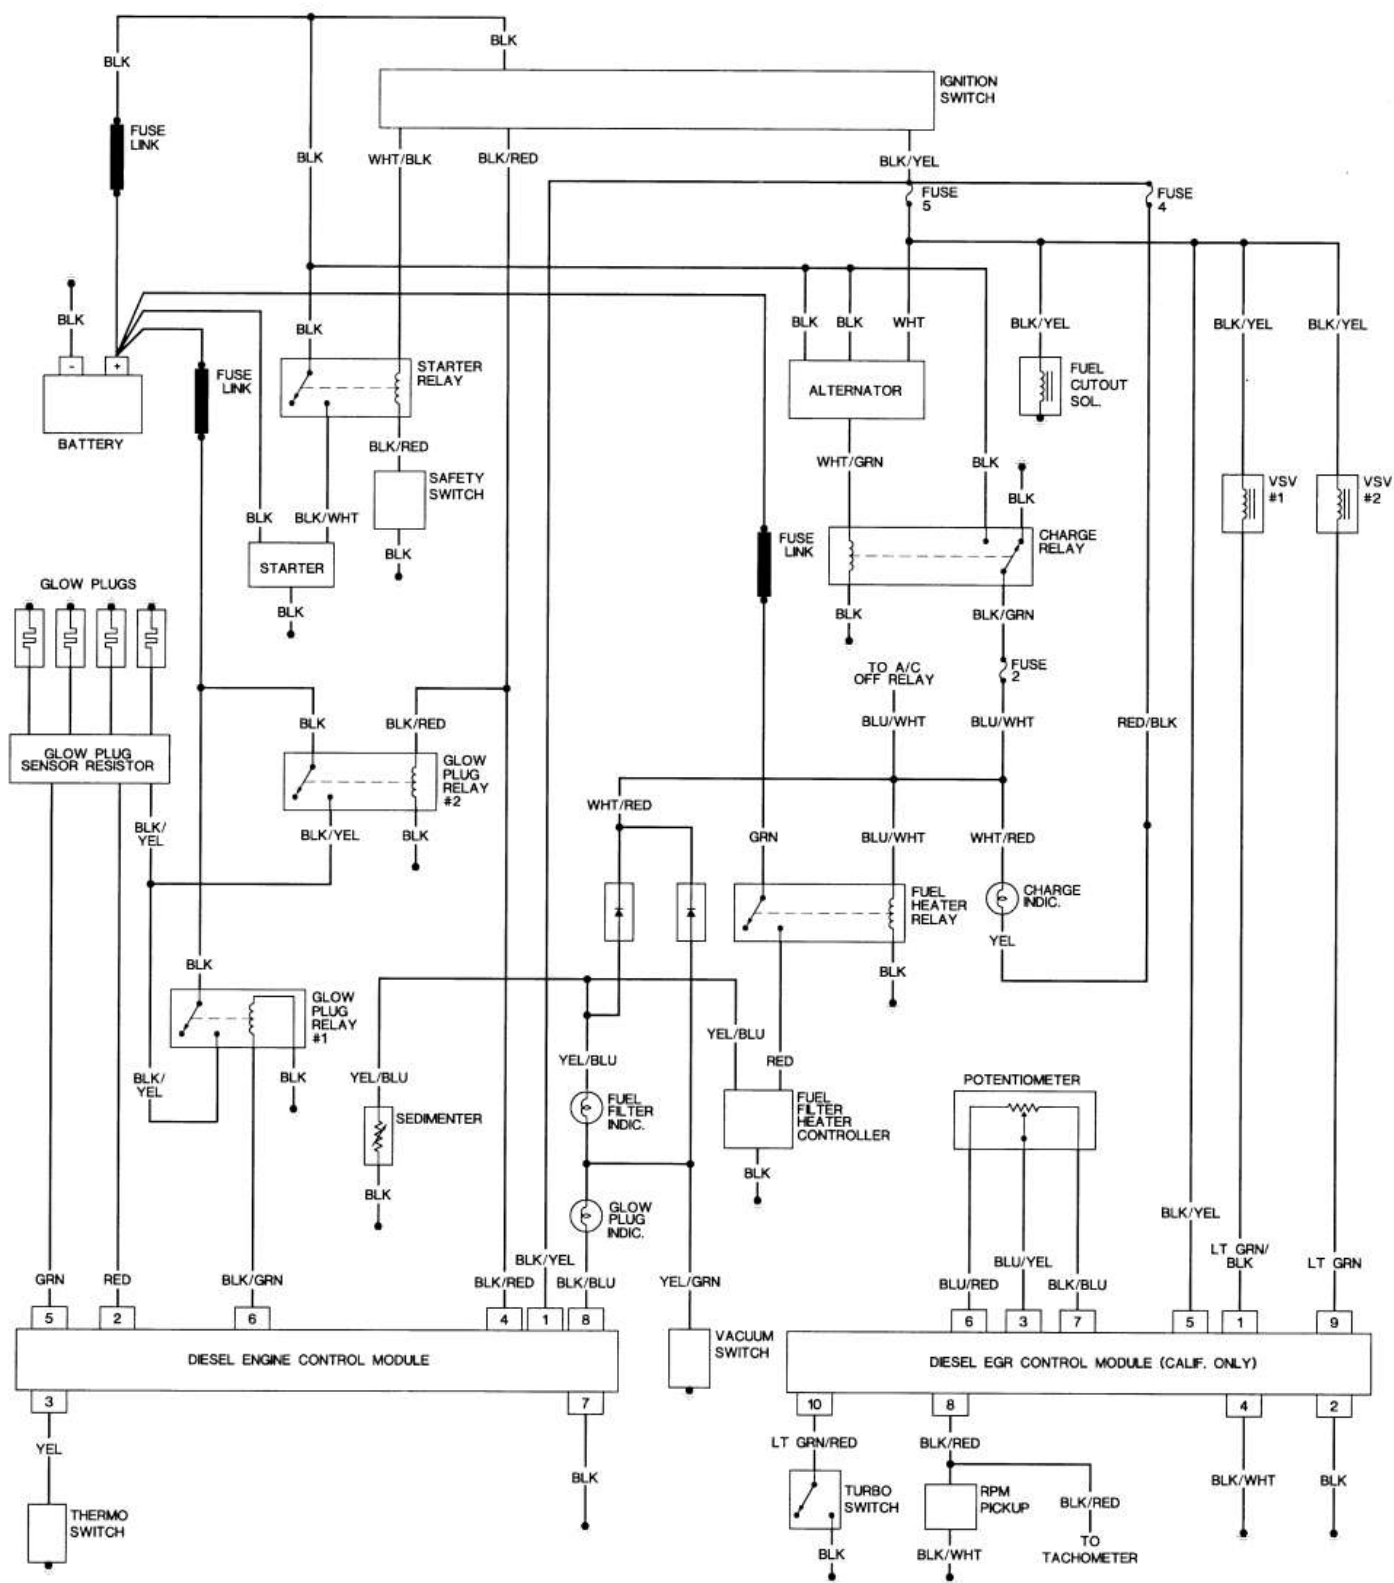 BLK
BLK
IGNITION
SWITCH
FUSE
LINK
BLK
WHT/BLK
BLK/RED
BLK/YEL
FUSE
5
FUSE
4
BLK
BLK
BLK
BLK
WHT
BLK/YEL
BLK/YEL
BLK/YEL
-
+
BATTERY
FUSE
LINK
STARTER
RELAY
ALTERNATOR
FUEL
CUTOUT
SOL.
BLK/RED
WHT/GRN
BLK
SAFETY
SWITCH
BLK
VSV
#1
VSV
#2
BLK
BLK/WHT
BLK
STARTER
FUSE
LINK
CHARGE
RELAY
GLOW PLUGS
BLK
BLK
BLK/GRN
TO A/C
OFF RELAY
FUSE
2
BLK
BLK/RED
BLU/WHT
BLU/WHT
RED/BLK
GLOW PLUG
SENSOR RESISTOR
GLOW
PLUG
RELAY
#2
WHT/RED
BLK/
YEL
BLK/YEL
BLK
GRN
BLU/WHT
WHT/RED
FUEL
HEATER
RELAY
CHARGE
INDIC.
YEL
BLK
BLK
GLOW
PLUG
RELAY
#1
YEL/BLU
YEL/BLU
RED
BLK/
YEL
BLK
YEL/BLU
POTENTIOMETER
SEDIMENTER
FUEL
FILTER
INDIC.
FUEL
FILTER
HEATER
CONTROLLER
BLK
BLK
GLOW
PLUG
INDIC.
BLK/YEL
GRN
RED
BLK/GRN
BLK/RED
BLK/YEL
BLK/BLU
YEL/GRN
BLU/RED
BLU/YEL
BLK/BLU
LT GRN/
BLK
LT GRN
5
2
6
4
1
8
6
3
7
5
1
9
DIESEL ENGINE CONTROL MODULE
VACUUM
SWITCH
DIESEL EGR CONTROL MODULE (CALIF. ONLY)
3
7
10
8
4
2
YEL
BLK
LT GRN/RED
BLK/RED
BLK/WHT
BLK
THERMO
SWITCH
TURBO
SWITCH
RPM
PICKUP
BLK/RED
BLK
BLK/WHT
TO
TACHOMETER